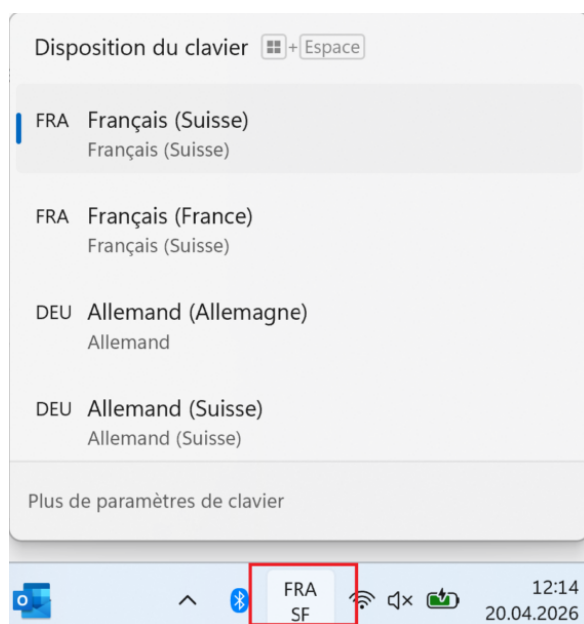 Disposition du clavier + Espace
FRA Français (Suisse)
Français (Suisse)
FRA Français (France)
Français (Suisse)
DEU Allemand (Allemagne)
Allemand
DEU Allemand (Suisse)
Allemand (Suisse)
Plus de paramètres de clavier
FRA 12:14
SF 20.04.2026